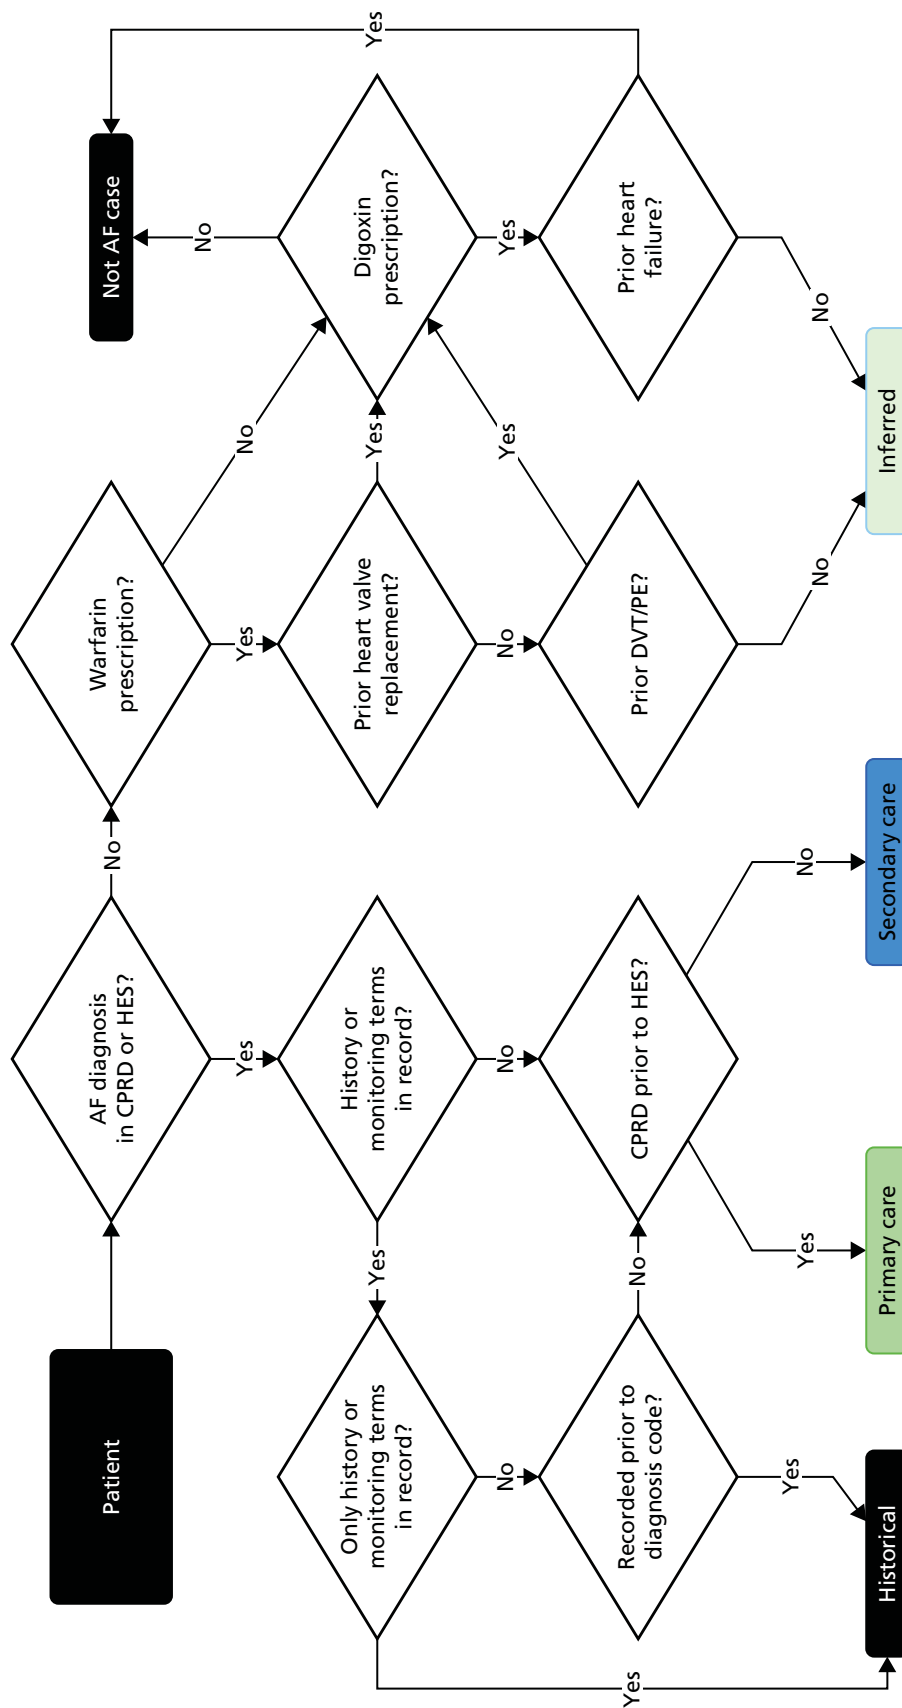 Patient
AF diagnosis
in CPRD or HES?
No
Warfarin
prescription?
Not AF case
Yes
Yes
No
No
Yes
Only history or
monitoring terms
in record?
Yes
History or
monitoring terms
in record?
Prior heart valve
replacement?
Yes
Digoxin
prescription?
No
No
No
Yes
Yes
Recorded prior to
diagnosis code?
No
CPRD prior to HES?
Prior DVT/PE?
Prior heart
failure?
Yes
Yes
Yes
No
No
No
Historical
Primary care
Secondary care
Inferred